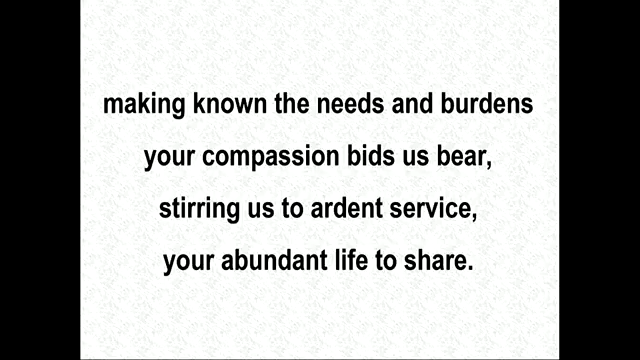 making known the needs and burdens
your compassion bids us bear,
stirring us to ardent service,
your abundant life to share.